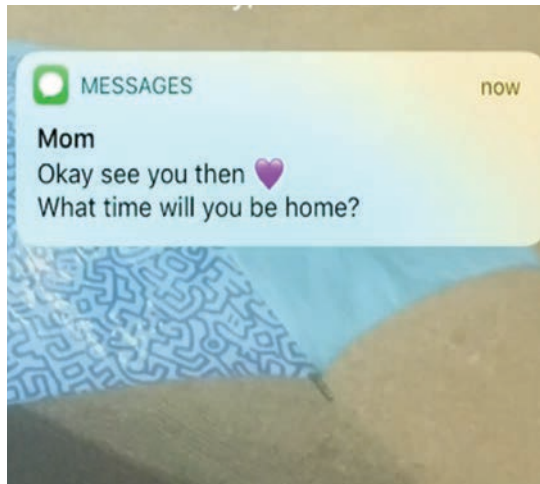 MESSAGES
now
Mom
Okay see you then 💜
What time will you be home?